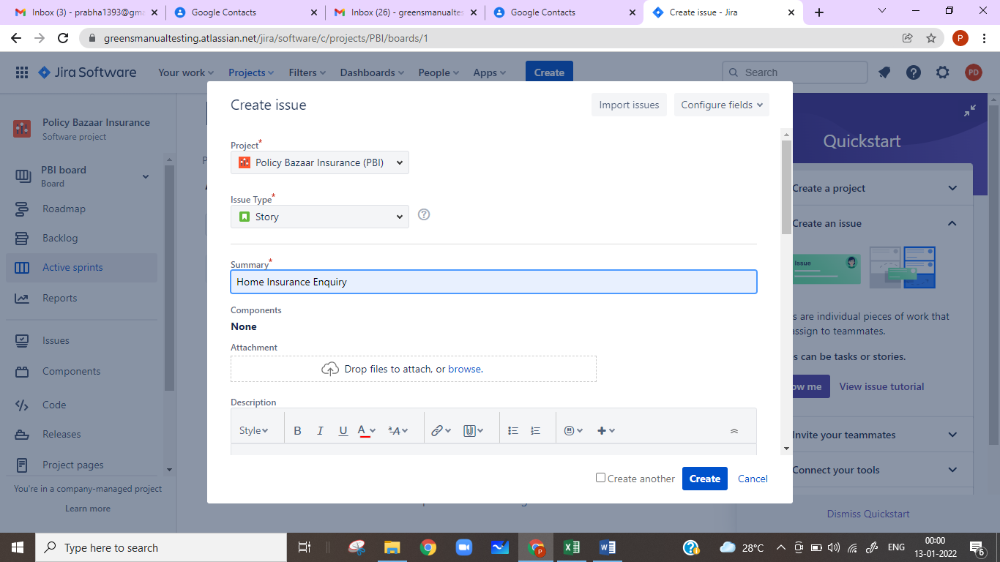 Inbox (3) - prabha1393@gma
Google Contacts
Inbox (26) - greensmanualtes
Google Contacts
Create issue - Jira
greensmanualtesting.atlassian.net/jira/software/c/projects/PBI/boards/1
P
Jira Software
Your work
Projects
Filters
Dashboards
People
Apps
Create
Search
PD
Policy Bazaar Insurance
Software project
PBI board
Board
Roadmap
Backlog
Active sprints
Reports
Issues
Components
Code
Releases
Project pages
You're in a company-managed project
Learn more
Create issue
Import issues
Configure fields
Project*
Policy Bazaar Insurance (PBI)
Issue Type*
Story
Summary*
Home Insurance Enquiry
Components
None
Attachment
Drop files to attach, or browse.
Description
Style
B
I
U
A
ªA
Create another
Create
Cancel
Quickstart
Create a project
Create an issue
Issue
s are individual pieces of work that
assign to teammates.
s can be tasks or stories.
ow me
View issue tutorial
Invite your teammates
Connect your tools
Dismiss Quickstart
Type here to search
P
28°C
ENG
00:00
13-01-2022
6